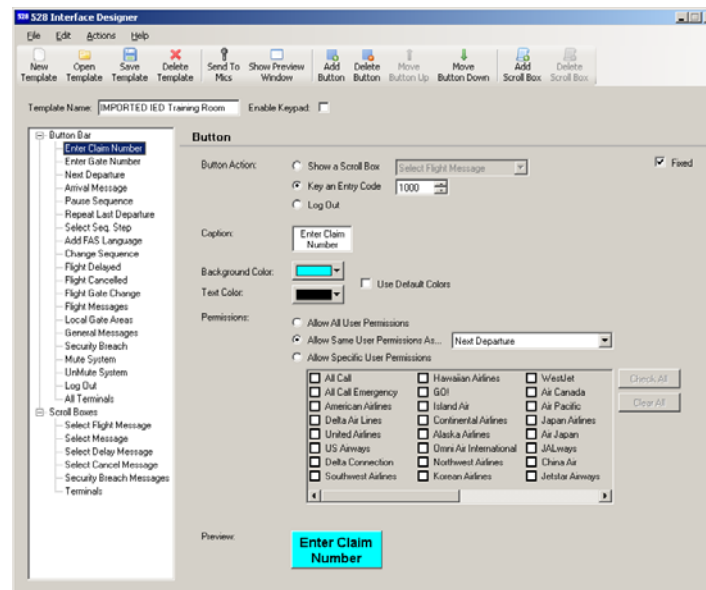 528 528 Interface Designer
File Edit Actions Help
New Template Open Template Save Template Delete Template Send To Mics Show Preview Window Add Button Delete Button Move Button Up Move Button Down Add Scroll Box Delete Scroll Box
Template Name: IMPORTED IED Training Room Enable Keypad:
Button Bar
Enter Claim Number
Enter Gate Number
Next Departure
Arrival Message
Pause Sequence
Repeat Last Departure
Select Seq. Step
Add FAS Language
Change Sequence
Flight Delayed
Flight Cancelled
Flight Gate Change
Flight Messages
Local Gate Areas
General Messages
Security Breach
Mute System
UnMute System
Log Out
All Terminals
Scroll Boxes
Select Flight Message
Select Message
Select Delay Message
Select Cancel Message
Security Breach Messages
Terminals
Button
Button Action: Show a Scroll Box Select Flight Message Fixed
Key an Entry Code 1000
Log Out
Caption: Enter Claim
Number
Background Color:
Use Default Colors
Text Color:
Permissions: Allow All User Permissions
Allow Same User Permissions As... Next Departure
Allow Specific User Permissions
All Call Hawaiian Airlines WestJet Check All
All Call Emergency GO! Air Canada
American Airlines Island Air Air Pacific Clear All
Delta Air Lines Continental Airlines Japan Airlines
United Airlines Alaska Airlines Air Japan
US Airways Omni Air International JALways
Delta Connection Northwest Airlines China Air
Southwest Airlines Korean Airlines Jetstar Airways
Preview: Enter Claim
Number